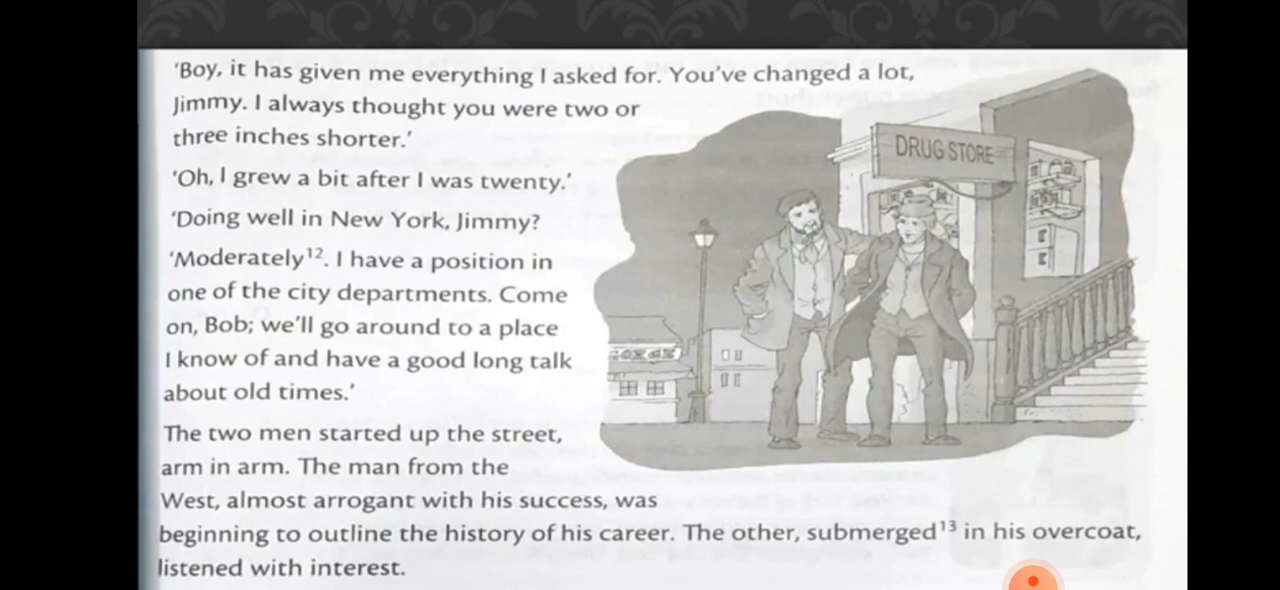 'Boy, it has given me everything I asked for. You've changed a lot,
Jimmy. I always thought you were two or
three inches shorter.'
'Oh, I grew a bit after I was twenty.'
'Doing well in New York, Jimmy?
'Moderately¹². I have a position in
one of the city departments. Come
on, Bob; we'll go around to a place
I know of and have a good long talk
about old times.'
The two men started up the street,
arm in arm. The man from the
West, almost arrogant with his success, was
beginning to outline the history of his career. The other, submerged¹³ in his overcoat,
listened with interest.
DRUG STORE